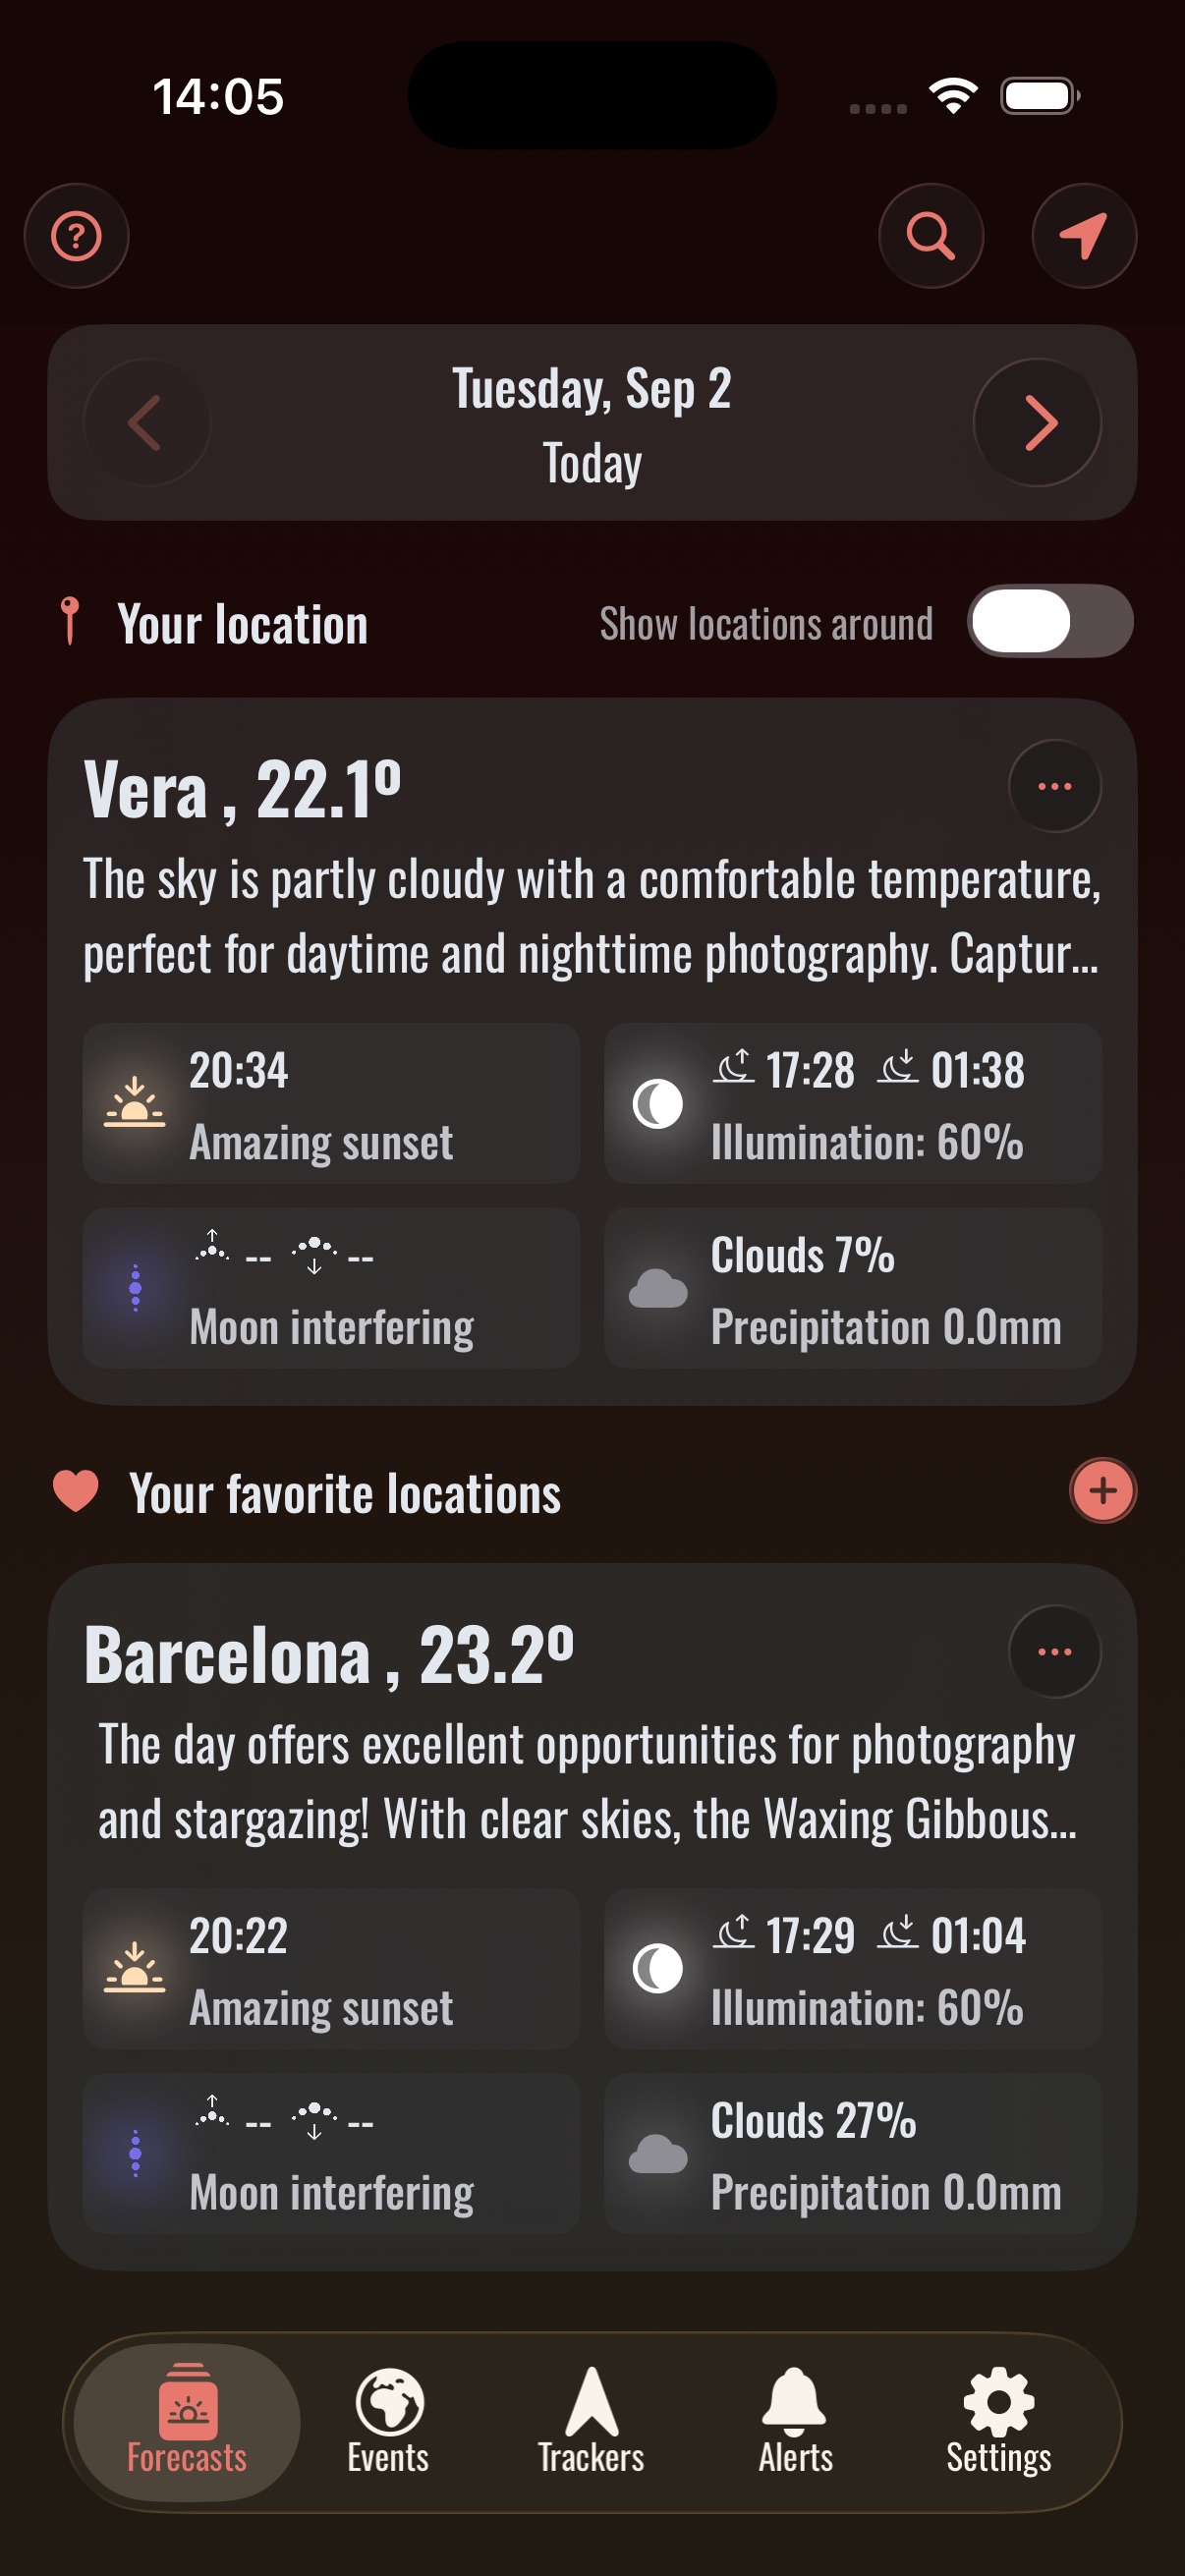 14:05
Tuesday, Sep 2
Today
Your location
Show locations around
Vera , 22.1º
The sky is partly cloudy with a comfortable temperature,
perfect for daytime and nighttime photography. Captur...
20:34
Amazing sunset
17:28 01:38
Illumination: 60%
-- --
Moon interfering
Clouds 7%
Precipitation 0.0mm
Your favorite locations
Barcelona , 23.2º
The day offers excellent opportunities for photography
and stargazing! With clear skies, the Waxing Gibbous...
20:22
Amazing sunset
17:29 01:04
Illumination: 60%
-- --
Moon interfering
Clouds 27%
Precipitation 0.0mm
Forecasts
Events
Trackers
Alerts
Settings